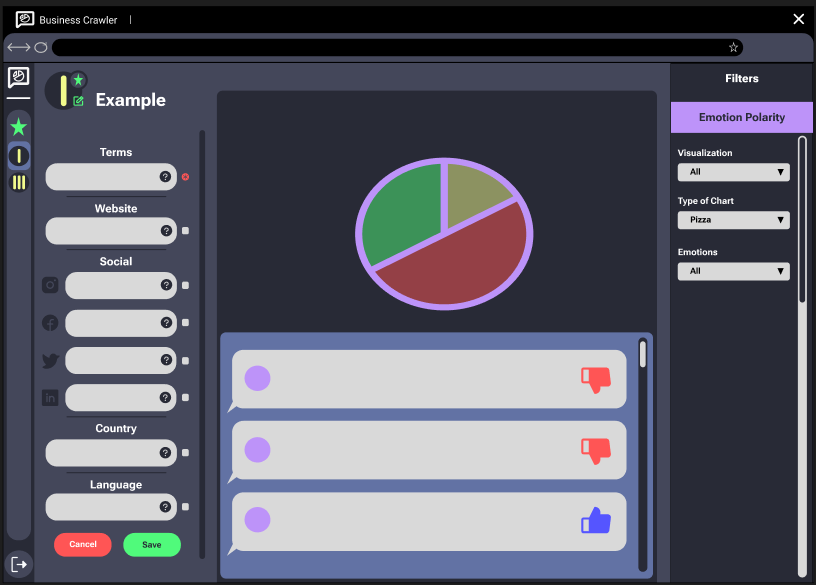 Business Crawler
Example
Terms
?
Website
?
Social
?
?
?
in
?
Country
?
Language
?
Cancel
Save
Filters
Emotion Polarity
Visualization
All
Type of Chart
Pizza
Emotions
All